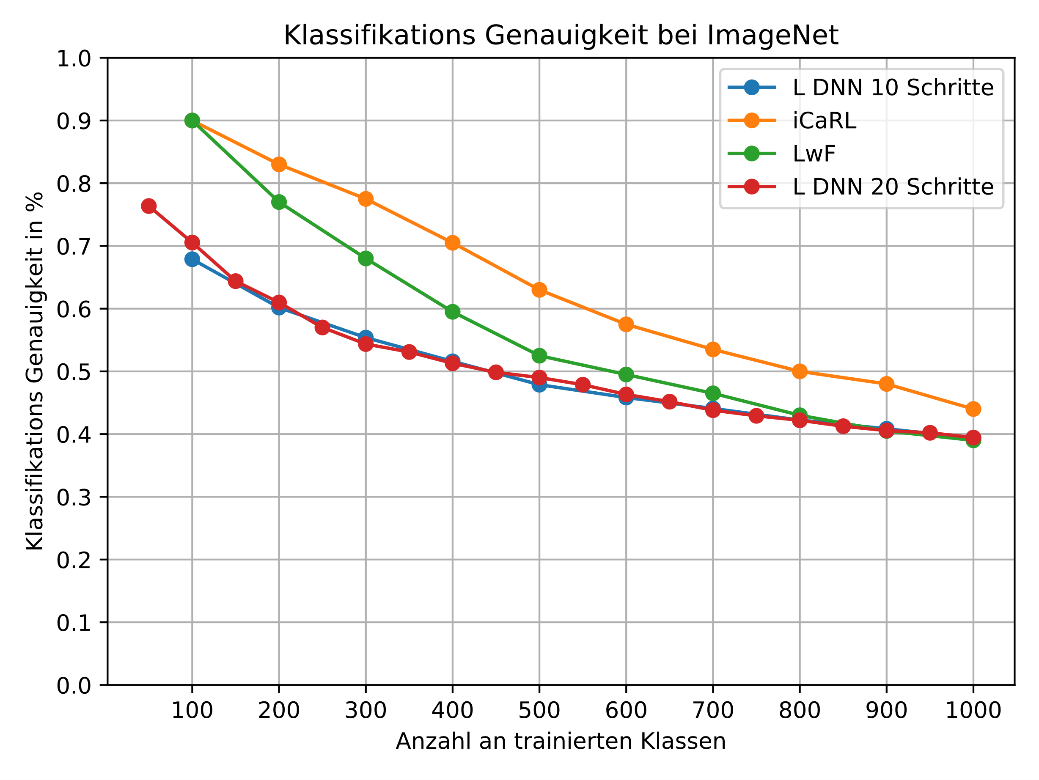 Klassifikations Genauigkeit bei ImageNet
Klassifikations Genauigkeit in %
1.0
0.9
0.8
0.7
0.6
0.5
0.4
0.3
0.2
0.1
0.0
L DNN 10 Schritte
iCaRL
LwF
L DNN 20 Schritte
100 200 300 400 500 600 700 800 900 1000
Anzahl an trainierten Klassen